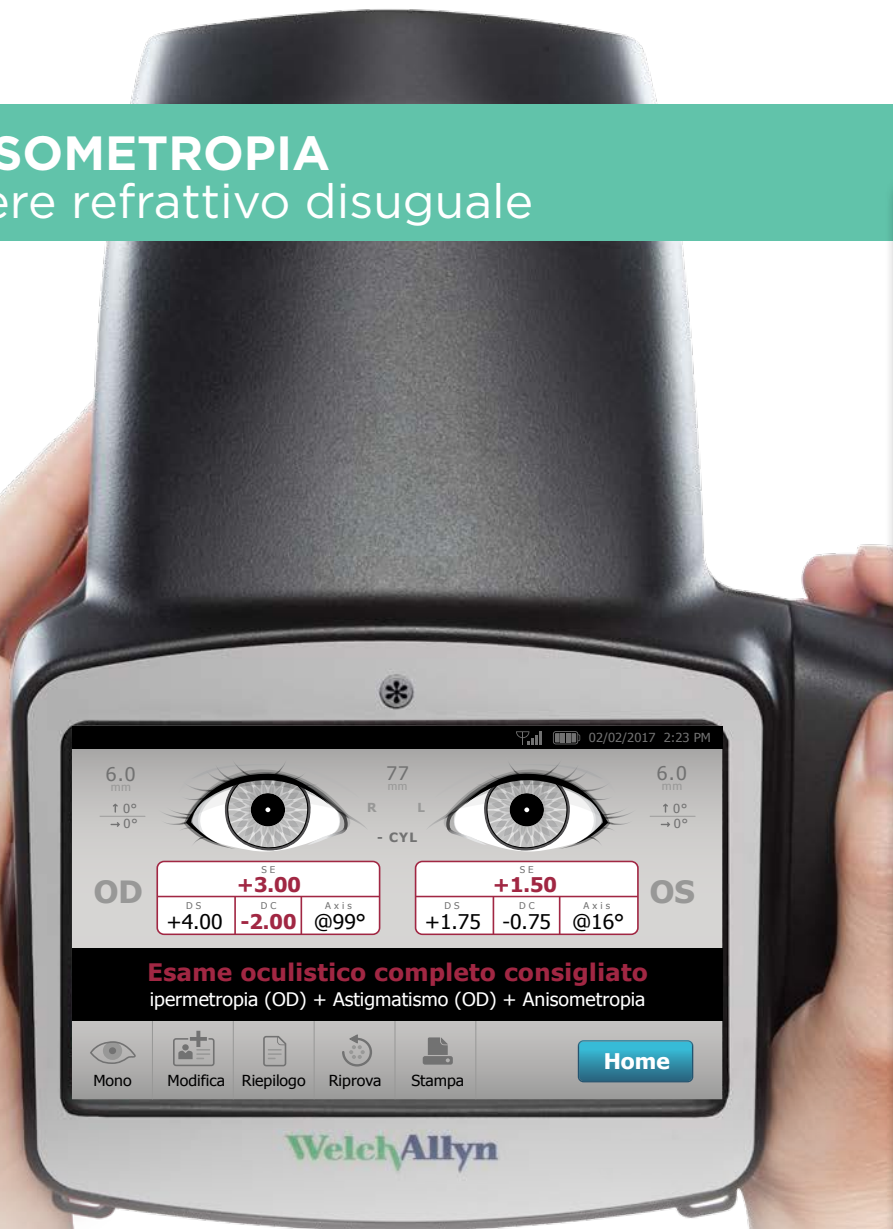 SOMETROPIA
ere refrattivo disuguale
02/02/2017 2:23 PM
6.0
mm
↑ 0°
→ 0°
77
mm
R L
- CYL
6.0
mm
↑ 0°
→ 0°
OD
SE
+3.00
DS DC Axis
+4.00 -2.00 @99°
SE
+1.50
DS DC Axis
+1.75 -0.75 @16°
OS
Esame oculistico completo consigliato
ipermetropia (OD) + Astigmatismo (OD) + Anisometropia
Mono Modifica Riepilogo Riprova Stampa Home
WelchAllyn